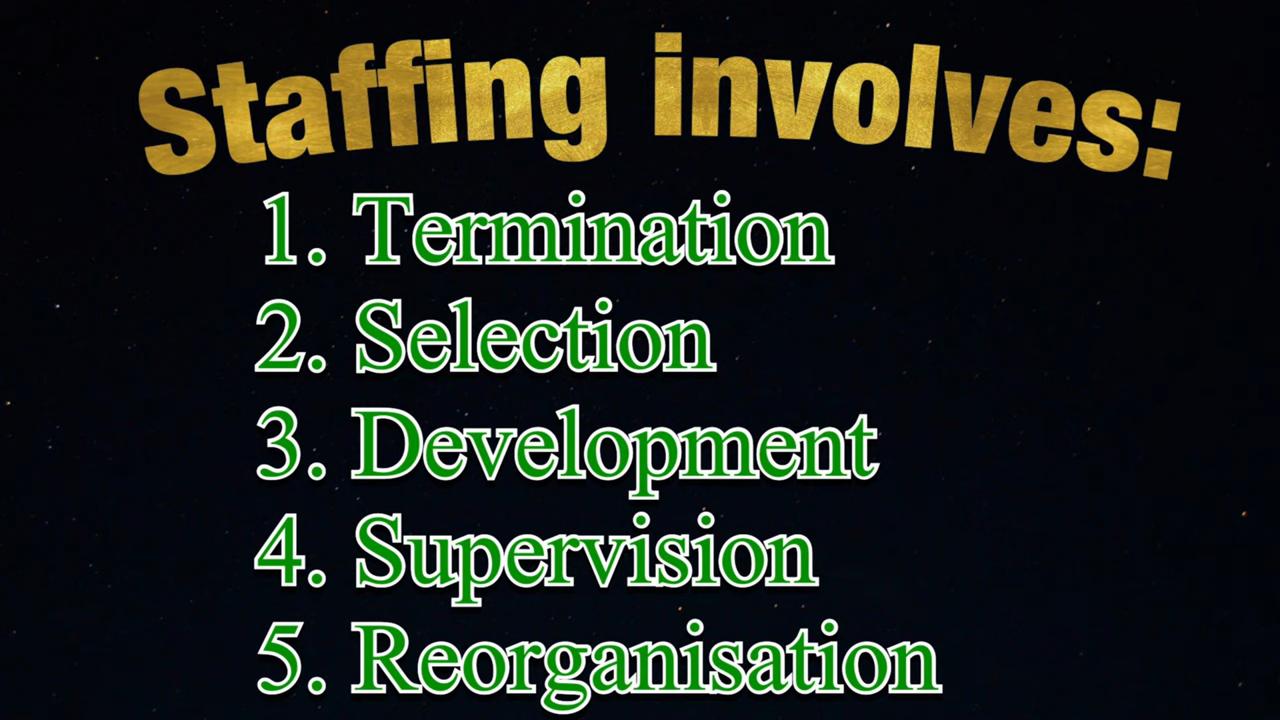 Staffing involves:
1. Termination
2. Selection
3. Development
4. Supervision
5. Reorganisation